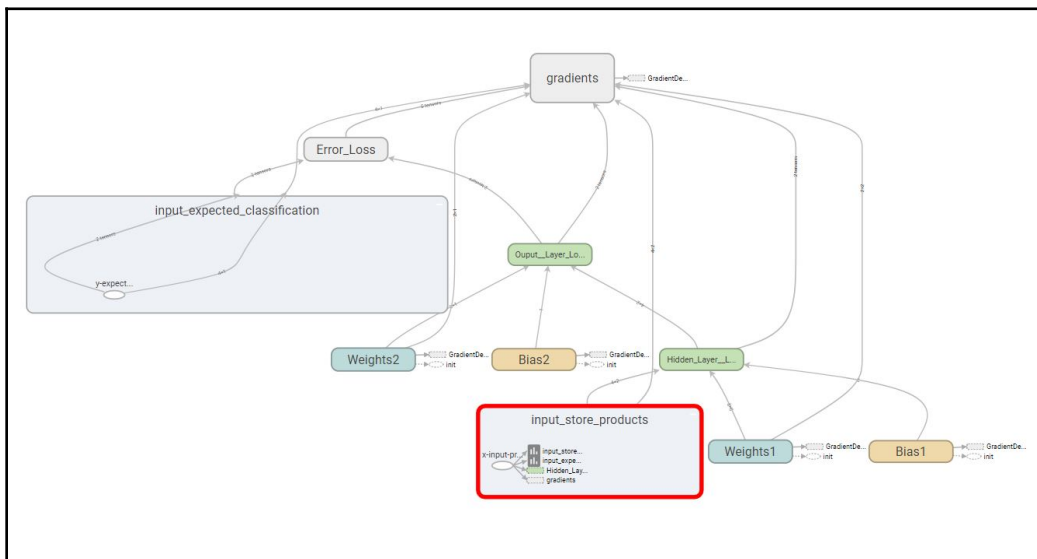 gradients
GradientDe...
Error_Loss
input_expected_classification
y-expect...
Ouput__Layer_Lo...
Weights2
GradientDe...
init
Bias2
GradientDe...
init
Hidden_Layer__L...
input_store_products
x-input-pr...
input_store...
input_expe...
Hidden_Lay...
gradients
Weights1
GradientDe...
init
Bias1
GradientDe...
init